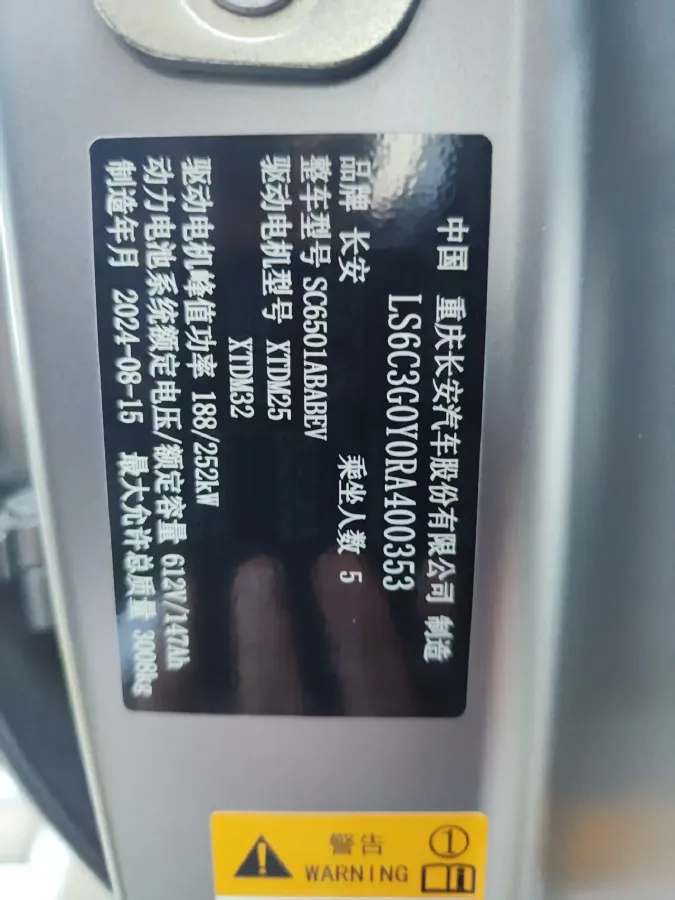 中国 重庆长安汽车股份有限公司 制造
LS6C3G0Y0RA400353
品牌 长安 乘坐人数 5
整车型号 SC6501ABABEV
驱动电机型号 XTDM25
XTDM32
驱动电机峰值功率 188/252kW
动力电池系统额定电压/额定容量 612V/147Ah
制造年月 2024-08-15 最大允许总质量 3008kg
警告 ①
WARNING